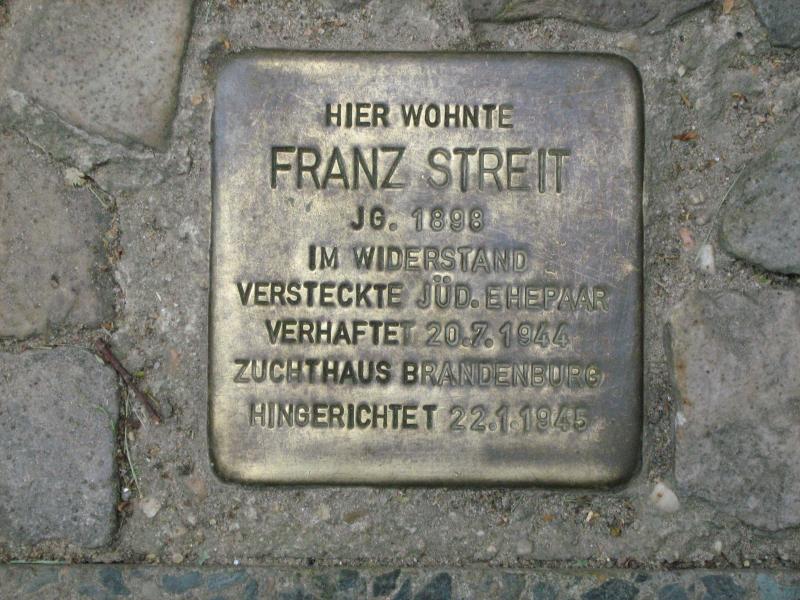 HIER WOHNTE
FRANZ STREIT
JG. 1898
IM WIDERSTAND
VERSTECKTE JÜD. EHEPAAR
VERHAFTET 20.7.1944
ZUCHTHAUS BRANDENBURG
HINGERICHTET 22.1.1945